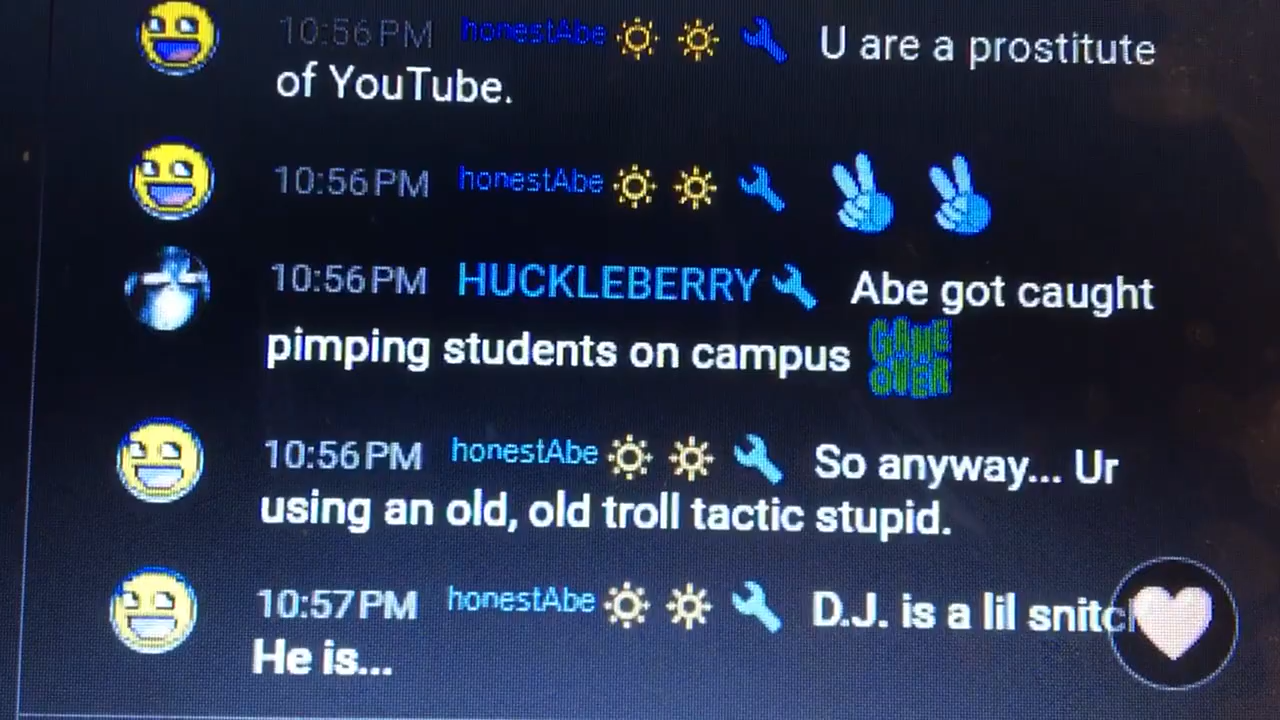 10:56 PM honestAbe U are a prostitute
of YouTube.
10:56 PM honestAbe
10:56 PM HUCKLEBERRY Abe got caught
pimping students on campus GAME OVER
10:56 PM honestAbe So anyway... Ur
using an old, old troll tactic stupid.
10:57 PM honestAbe D.J. is a lil
He is...